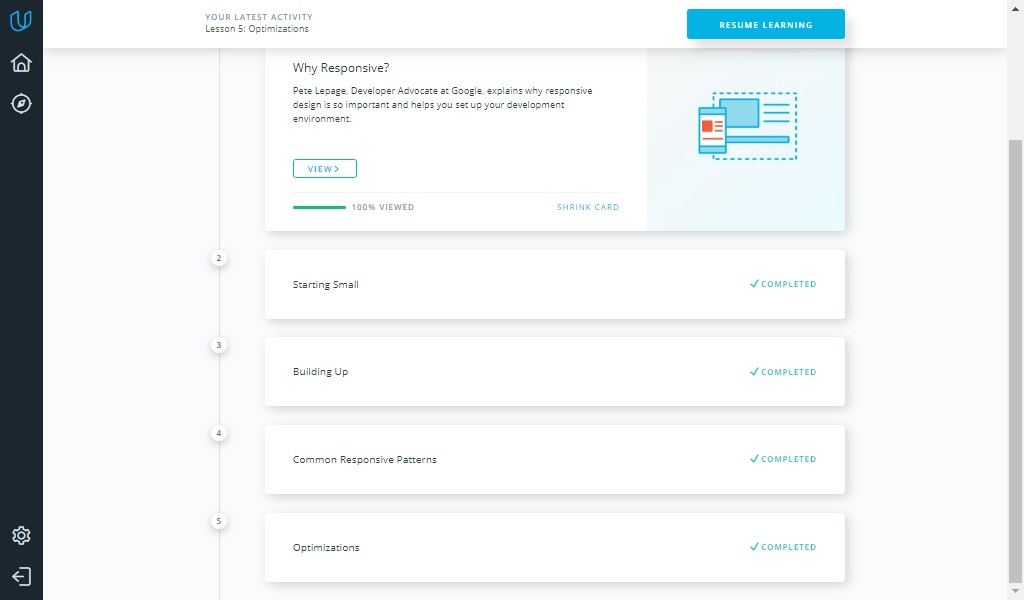 YOUR LATEST ACTIVITY
Lesson 5: Optimizations
RESUME LEARNING
Why Responsive?
Pete Lepage, Developer Advocate at Google, explains why responsive
design is so important and helps you set up your development
environment.
VIEW
100% VIEWED
SHRINK CARD
2
Starting Small
COMPLETED
3
Building Up
COMPLETED
4
Common Responsive Patterns
COMPLETED
5
Optimizations
COMPLETED